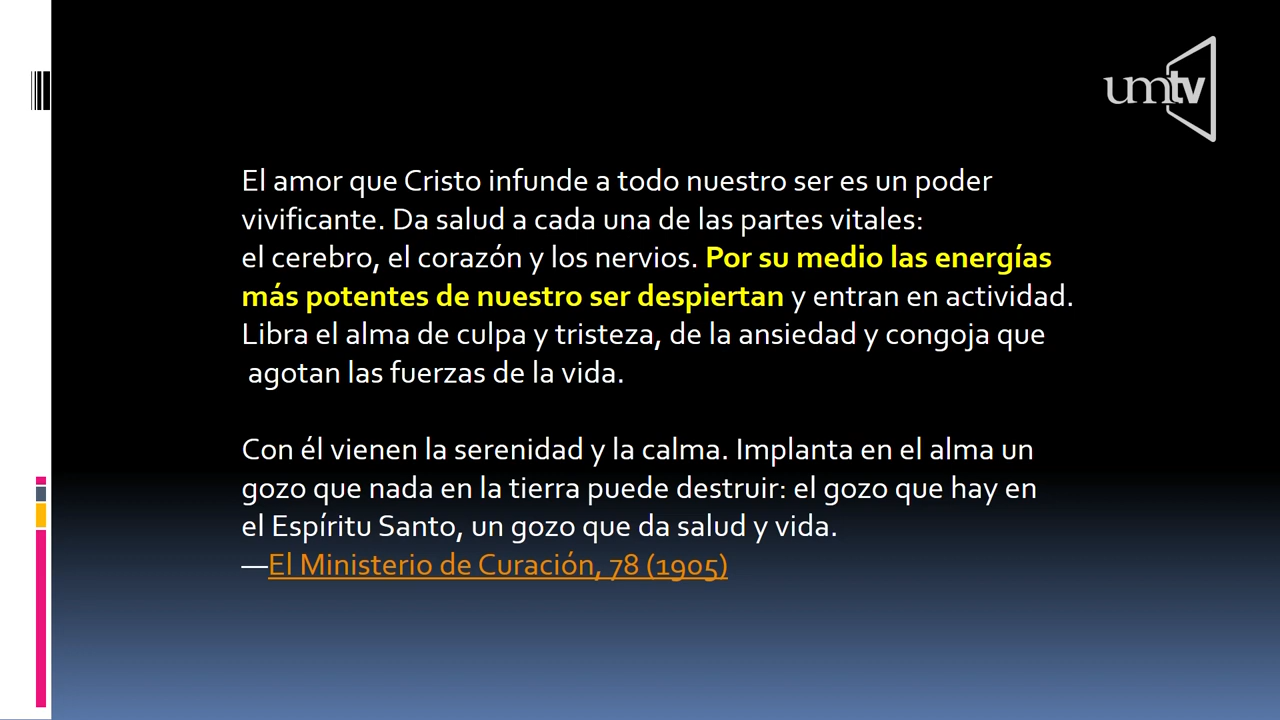 umtv
El amor que Cristo infunde a todo nuestro ser es un poder
vivificante. Da salud a cada una de las partes vitales:
el cerebro, el corazón y los nervios. Por su medio las energías
más potentes de nuestro ser despiertan y entran en actividad.
Libra el alma de culpa y tristeza, de la ansiedad y congoja que
agotan las fuerzas de la vida.
Con él vienen la serenidad y la calma. Implanta en el alma un
gozo que nada en la tierra puede destruir: el gozo que hay en
el Espíritu Santo, un gozo que da salud y vida.
—El Ministerio de Curación, 78 (1905)